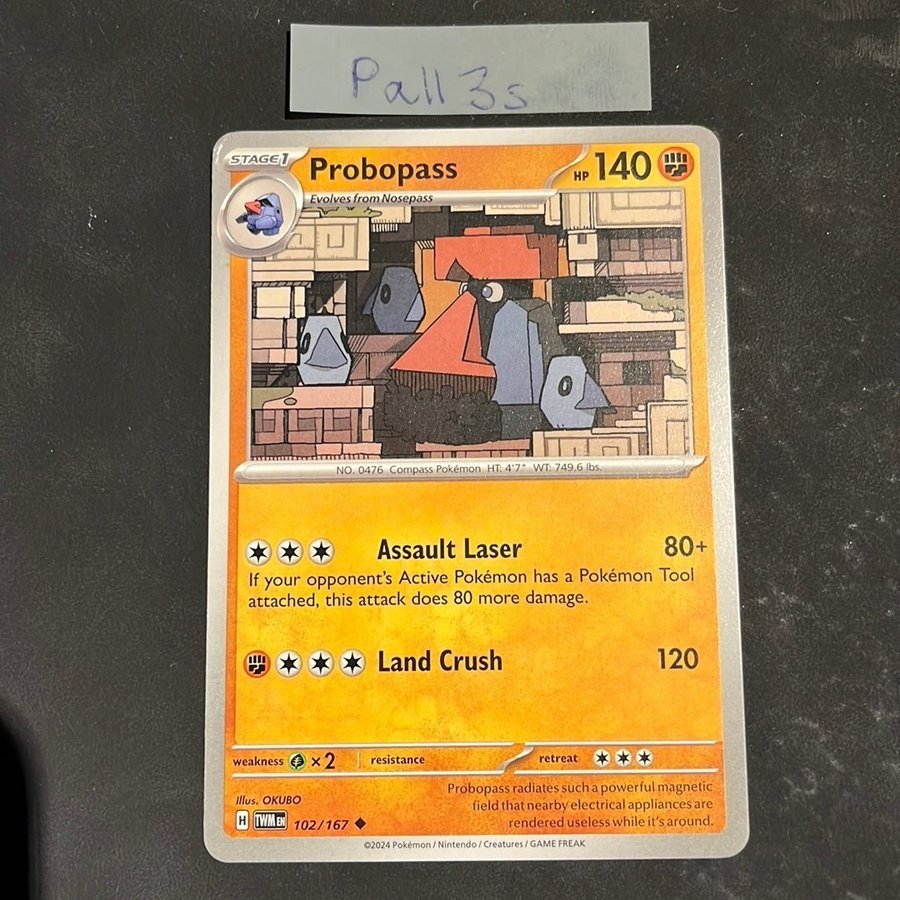 Pall 3s
STAGE1
Probopass
HP 140
Evolves from Nosepass
NO. 0476 Compass Pokémon HT: 4'7" WT: 749.6 lbs.
Assault Laser 80+
If your opponent's Active Pokémon has a Pokémon Tool
attached, this attack does 80 more damage.
Land Crush 120
weakness ×2 resistance retreat
Illus. OKUBO
Probopass radiates such a powerful magnetic
field that nearby electrical appliances are
rendered useless while it's around.
H TWM EN 102/167
©2024 Pokémon / Nintendo / Creatures / GAME FREAK